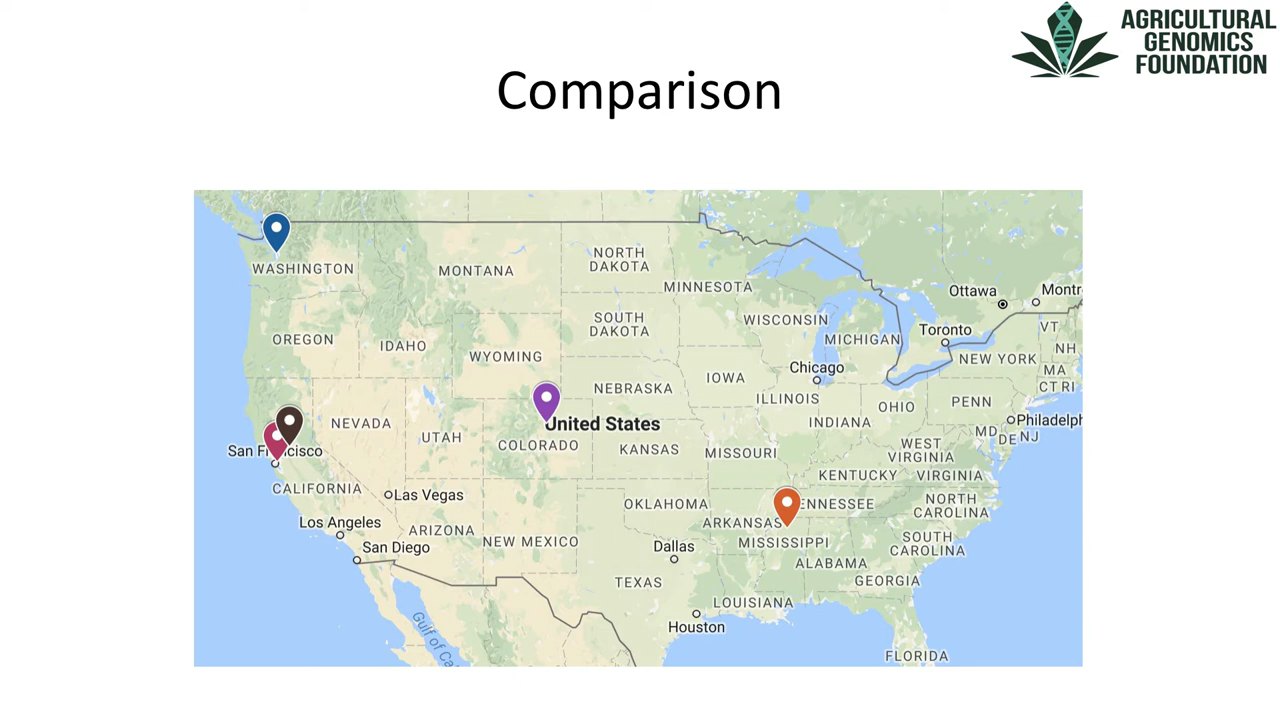 AGRICULTURAL
GENOMICS
FOUNDATION
Comparison
WASHINGTON
MONTANA
NORTH
DAKOTA
MINNESOTA
Ottawa
Montr
OREGON
IDAHO
SOUTH
DAKOTA
WISCONSIN
MICHIGAN
Toronto
VT
NH
WYOMING
NEW YORK
MA
CT RI
Chicago
NEBRASKA
IOWA
ILLINOIS
INDIANA
OHIO
PENN
Philadelph
NEVADA
UTAH
United States
COLORADO
KANSAS
MISSOURI
WEST
VIRGINIA
MD
DE
NJ
San F
cisco
KENTUCKY
VIRGINIA
CALIFORNIA
Las Vegas
OKLAHOMA
ARKANSAS
ENNESSEE
NORTH
CAROLINA
Los Angeles
ARIZONA
NEW MEXICO
San Diego
Dallas
MISSISSIPPI
SOUTH
CAROLINA
ALABAMA
GEORGIA
TEXAS
LOUISIANA
Houston
Gulf of Ca
FLORIDA